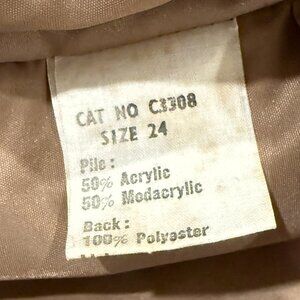 CAT NO C3308
SIZE 24
Pile:
50% Acrylic
50% Modacrylic
Back:
100% Polyester